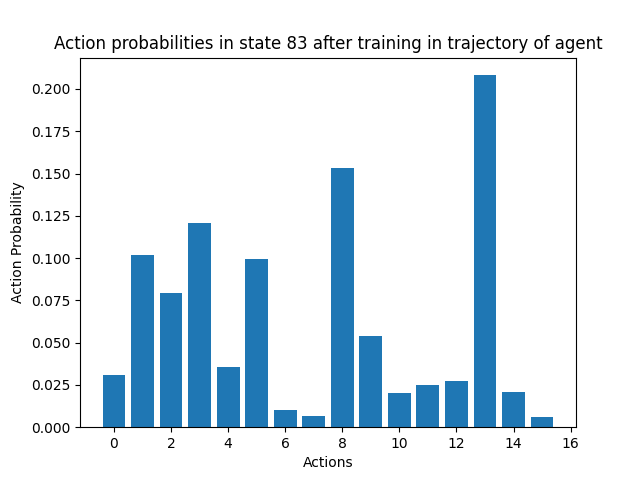 Action probabilities in state 83 after training in trajectory of agent
0.200
0.175
0.150
0.125
0.100
0.075
0.050
0.025
0.000
Action Probability
0 2 4 6 8 10 12 14 16
Actions